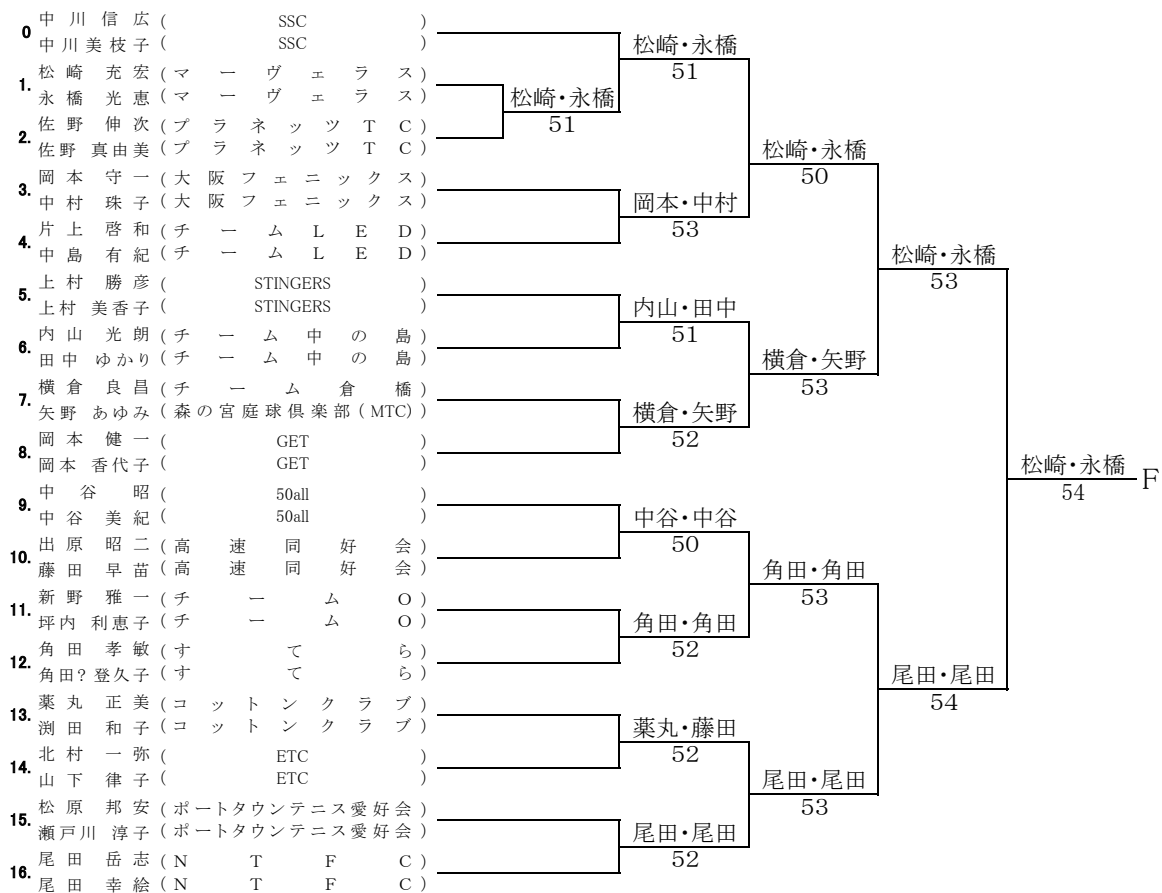 0 中川信広 ( SSC )
中川美枝子 ( SSC )
1. 松崎 充宏 (マーヴェラス)
永橋 光恵 (マーヴェラス)
2. 佐野 伸次 (プラネッツTC)
佐野 真由美 (プラネッツTC)
3. 岡本 守一 (大阪フェニックス)
中村 珠子 (大阪フェニックス)
4. 片上 啓和 (チームLED)
中島 有紀 (チームLED)
5. 上村 勝彦 ( STINGERS )
上村 美香子 ( STINGERS )
6. 内山 光朗 (チーム中の島)
田中 ゆかり (チーム中の島)
7. 横倉 良昌 (チーム倉橋)
矢野 あゆみ (森の宮庭球倶楽部(MTC))
8. 岡本 健一 ( GET )
岡本 香代子 ( GET )
9. 中谷 昭 ( 50all )
中谷 美紀 ( 50all )
10. 出原 昭二 (高速同好会)
藤田 早苗 (高速同好会)
11. 新野 雅一 (チームO)
坪内 利恵子 (チームO)
12. 角田 孝敏 (すてら)
角田?登久子 (すてら)
13. 薬丸 正美 (コットンクラブ)
渕田 和子 (コットンクラブ)
14. 北村 一弥 ( ETC )
山下 律子 ( ETC )
15. 松原 邦安 (ポートタウンテニス愛好会)
瀬戸川 淳子 (ポートタウンテニス愛好会)
16. 尾田 岳志 (NTFC)
尾田 幸絵 (NTFC)
松崎・永橋
51
松崎・永橋
51
岡本・中村
53
内山・田中
51
横倉・矢野
52
中谷・中谷
50
角田・角田
52
薬丸・藤田
52
尾田・尾田
52
松崎・永橋
50
横倉・矢野
53
角田・角田
53
尾田・尾田
53
松崎・永橋
53
尾田・尾田
54
松崎・永橋
54
F